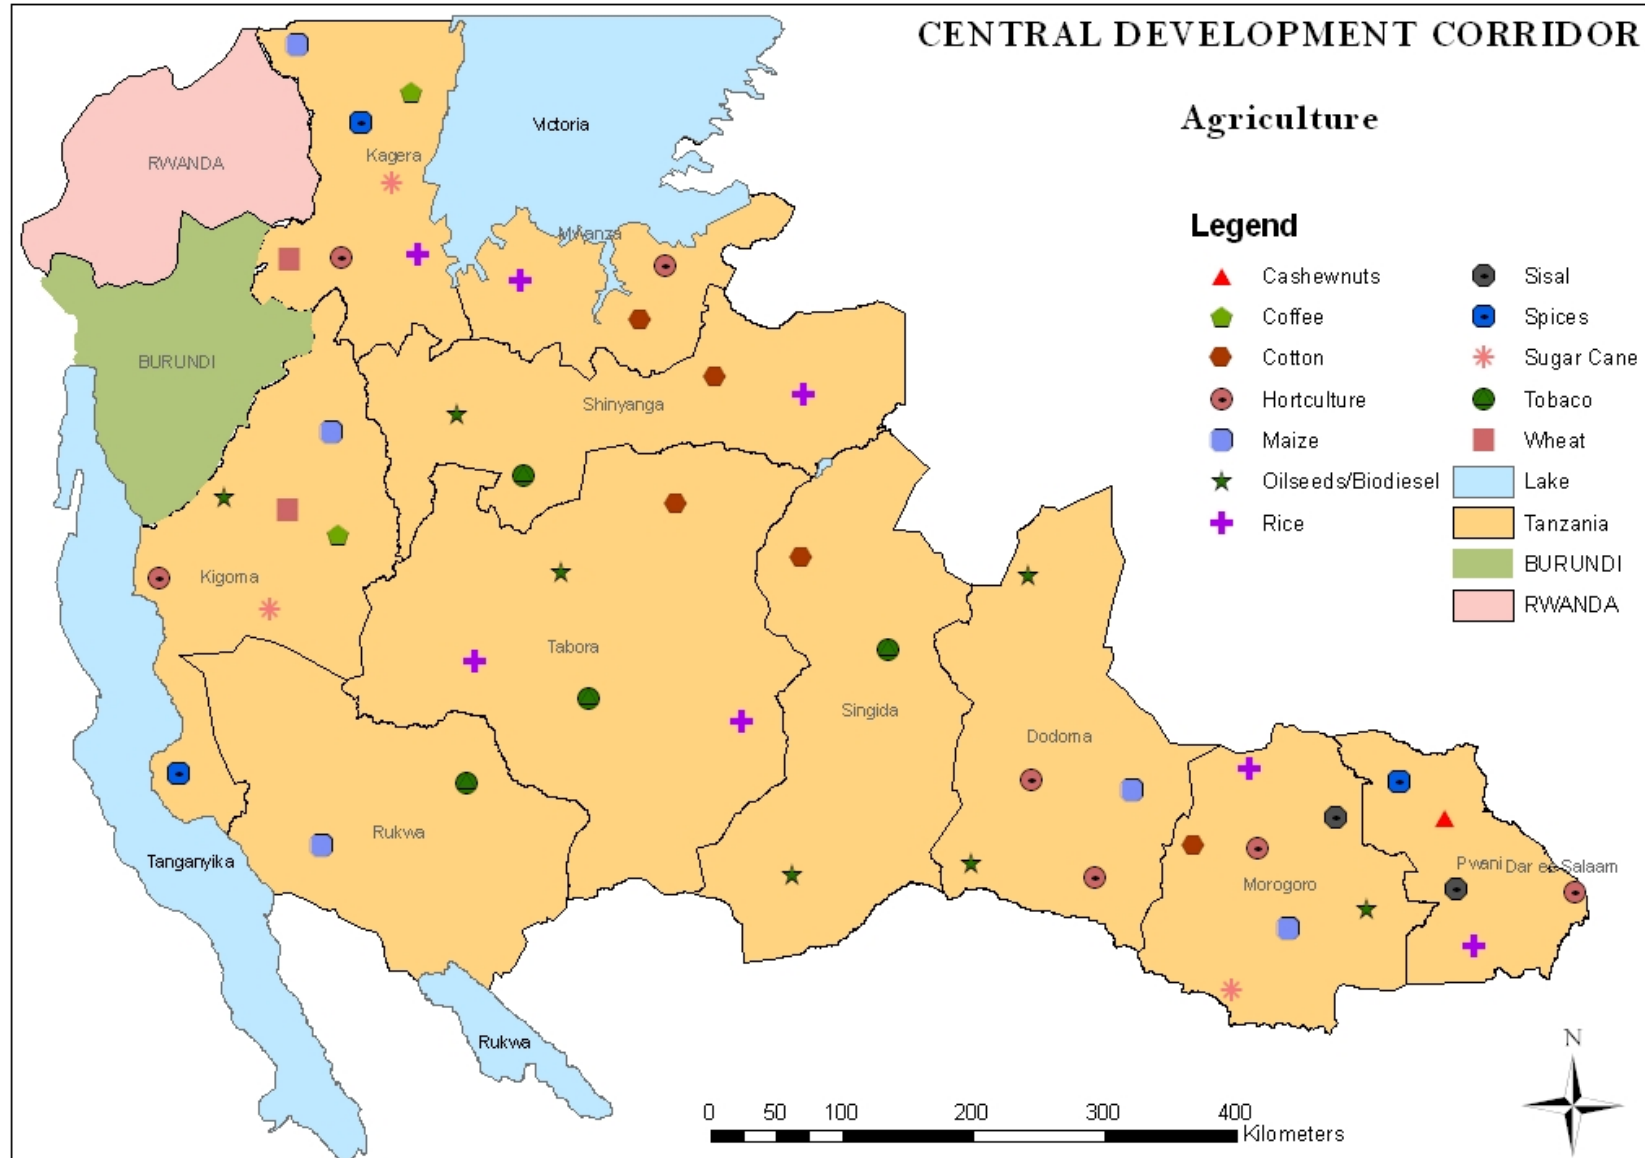 CENTRAL DEVELOPMENT CORRIDOR
Agriculture
Victoria
RWANDA
Kagera
Mwanza
BURUNDI
Shinyanga
Kigoma
Tabora
Singida
Dodoma
Rukwa
Tanganyika
Morogoro
Pwani
Dar es Salaam
Rukwa
Legend
Cashewnuts
Coffee
Cotton
Hortculture
Maize
Oilseeds/Biodiesel
Rice
Sisal
Spices
Sugar Cane
Tobaco
Wheat
Lake
Tanzania
BURUNDI
RWANDA
N
0 50 100 200 300 400
Kilometers